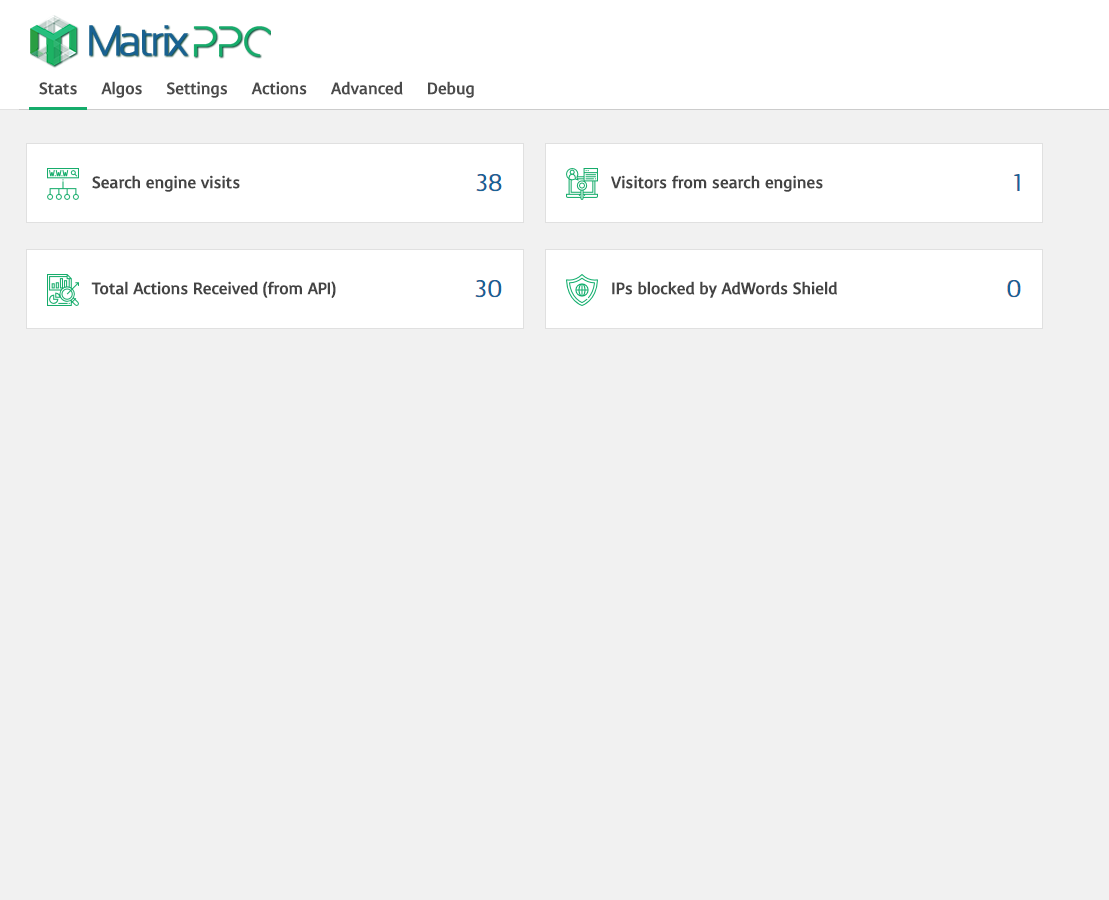 MatrixPPC
Stats Algos Settings Actions Advanced Debug
WWW
Search engine visits 38
Visitors from search engines 1
Total Actions Received (from API) 30
IPs blocked by AdWords Shield 0